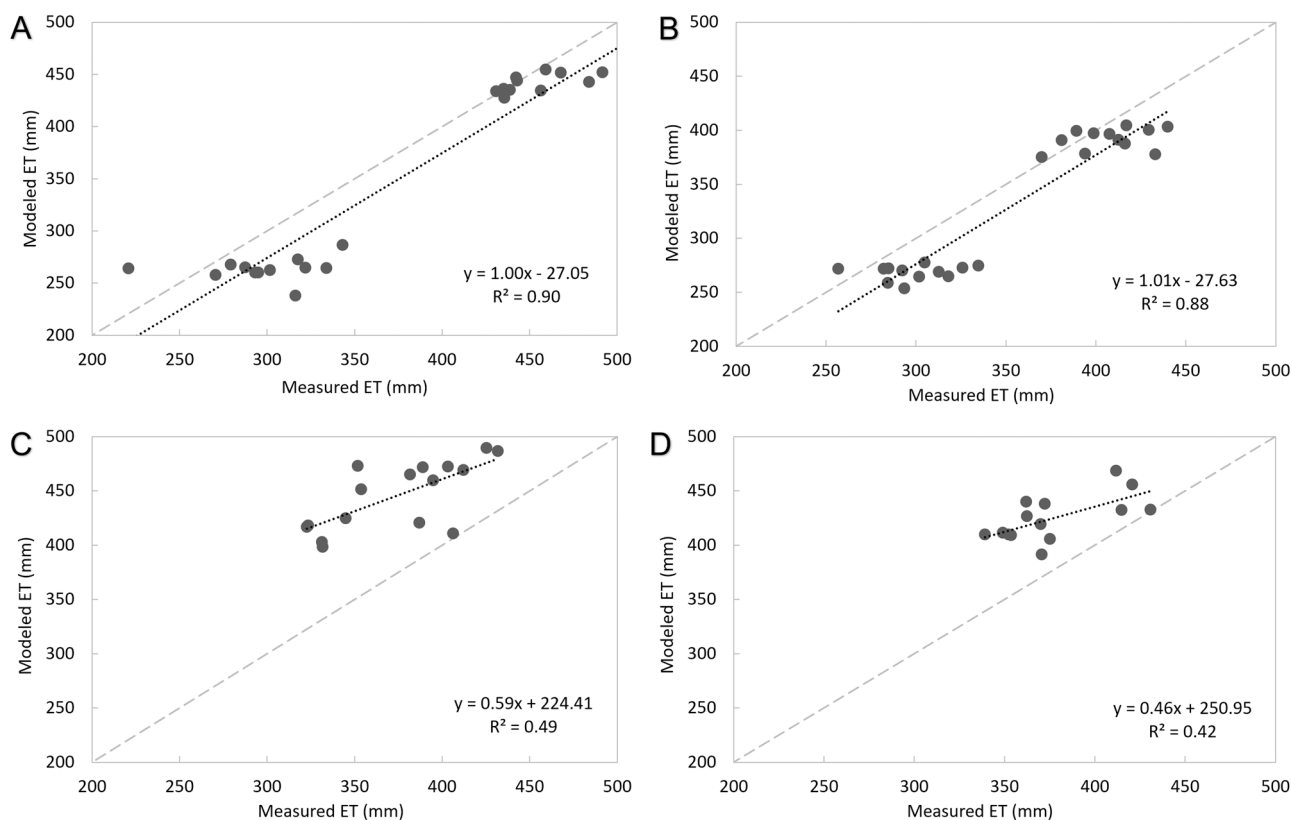 A
500
450
400
350
300
250
200
Modeled ET (mm)
y = 1.00x - 27.05
R² = 0.90
200 250 300 350 400 450 500
Measured ET (mm)
B
500
450
400
350
300
250
200
Modeled ET (mm)
y = 1.01x - 27.63
R² = 0.88
200 250 300 350 400 450 500
Measured ET (mm)
C
500
450
400
350
300
250
200
Modeled ET (mm)
y = 0.59x + 224.41
R² = 0.49
200 250 300 350 400 450 500
Measured ET (mm)
D
500
450
400
350
300
250
200
Modeled ET (mm)
y = 0.46x + 250.95
R² = 0.42
200 250 300 350 400 450 500
Measured ET (mm)